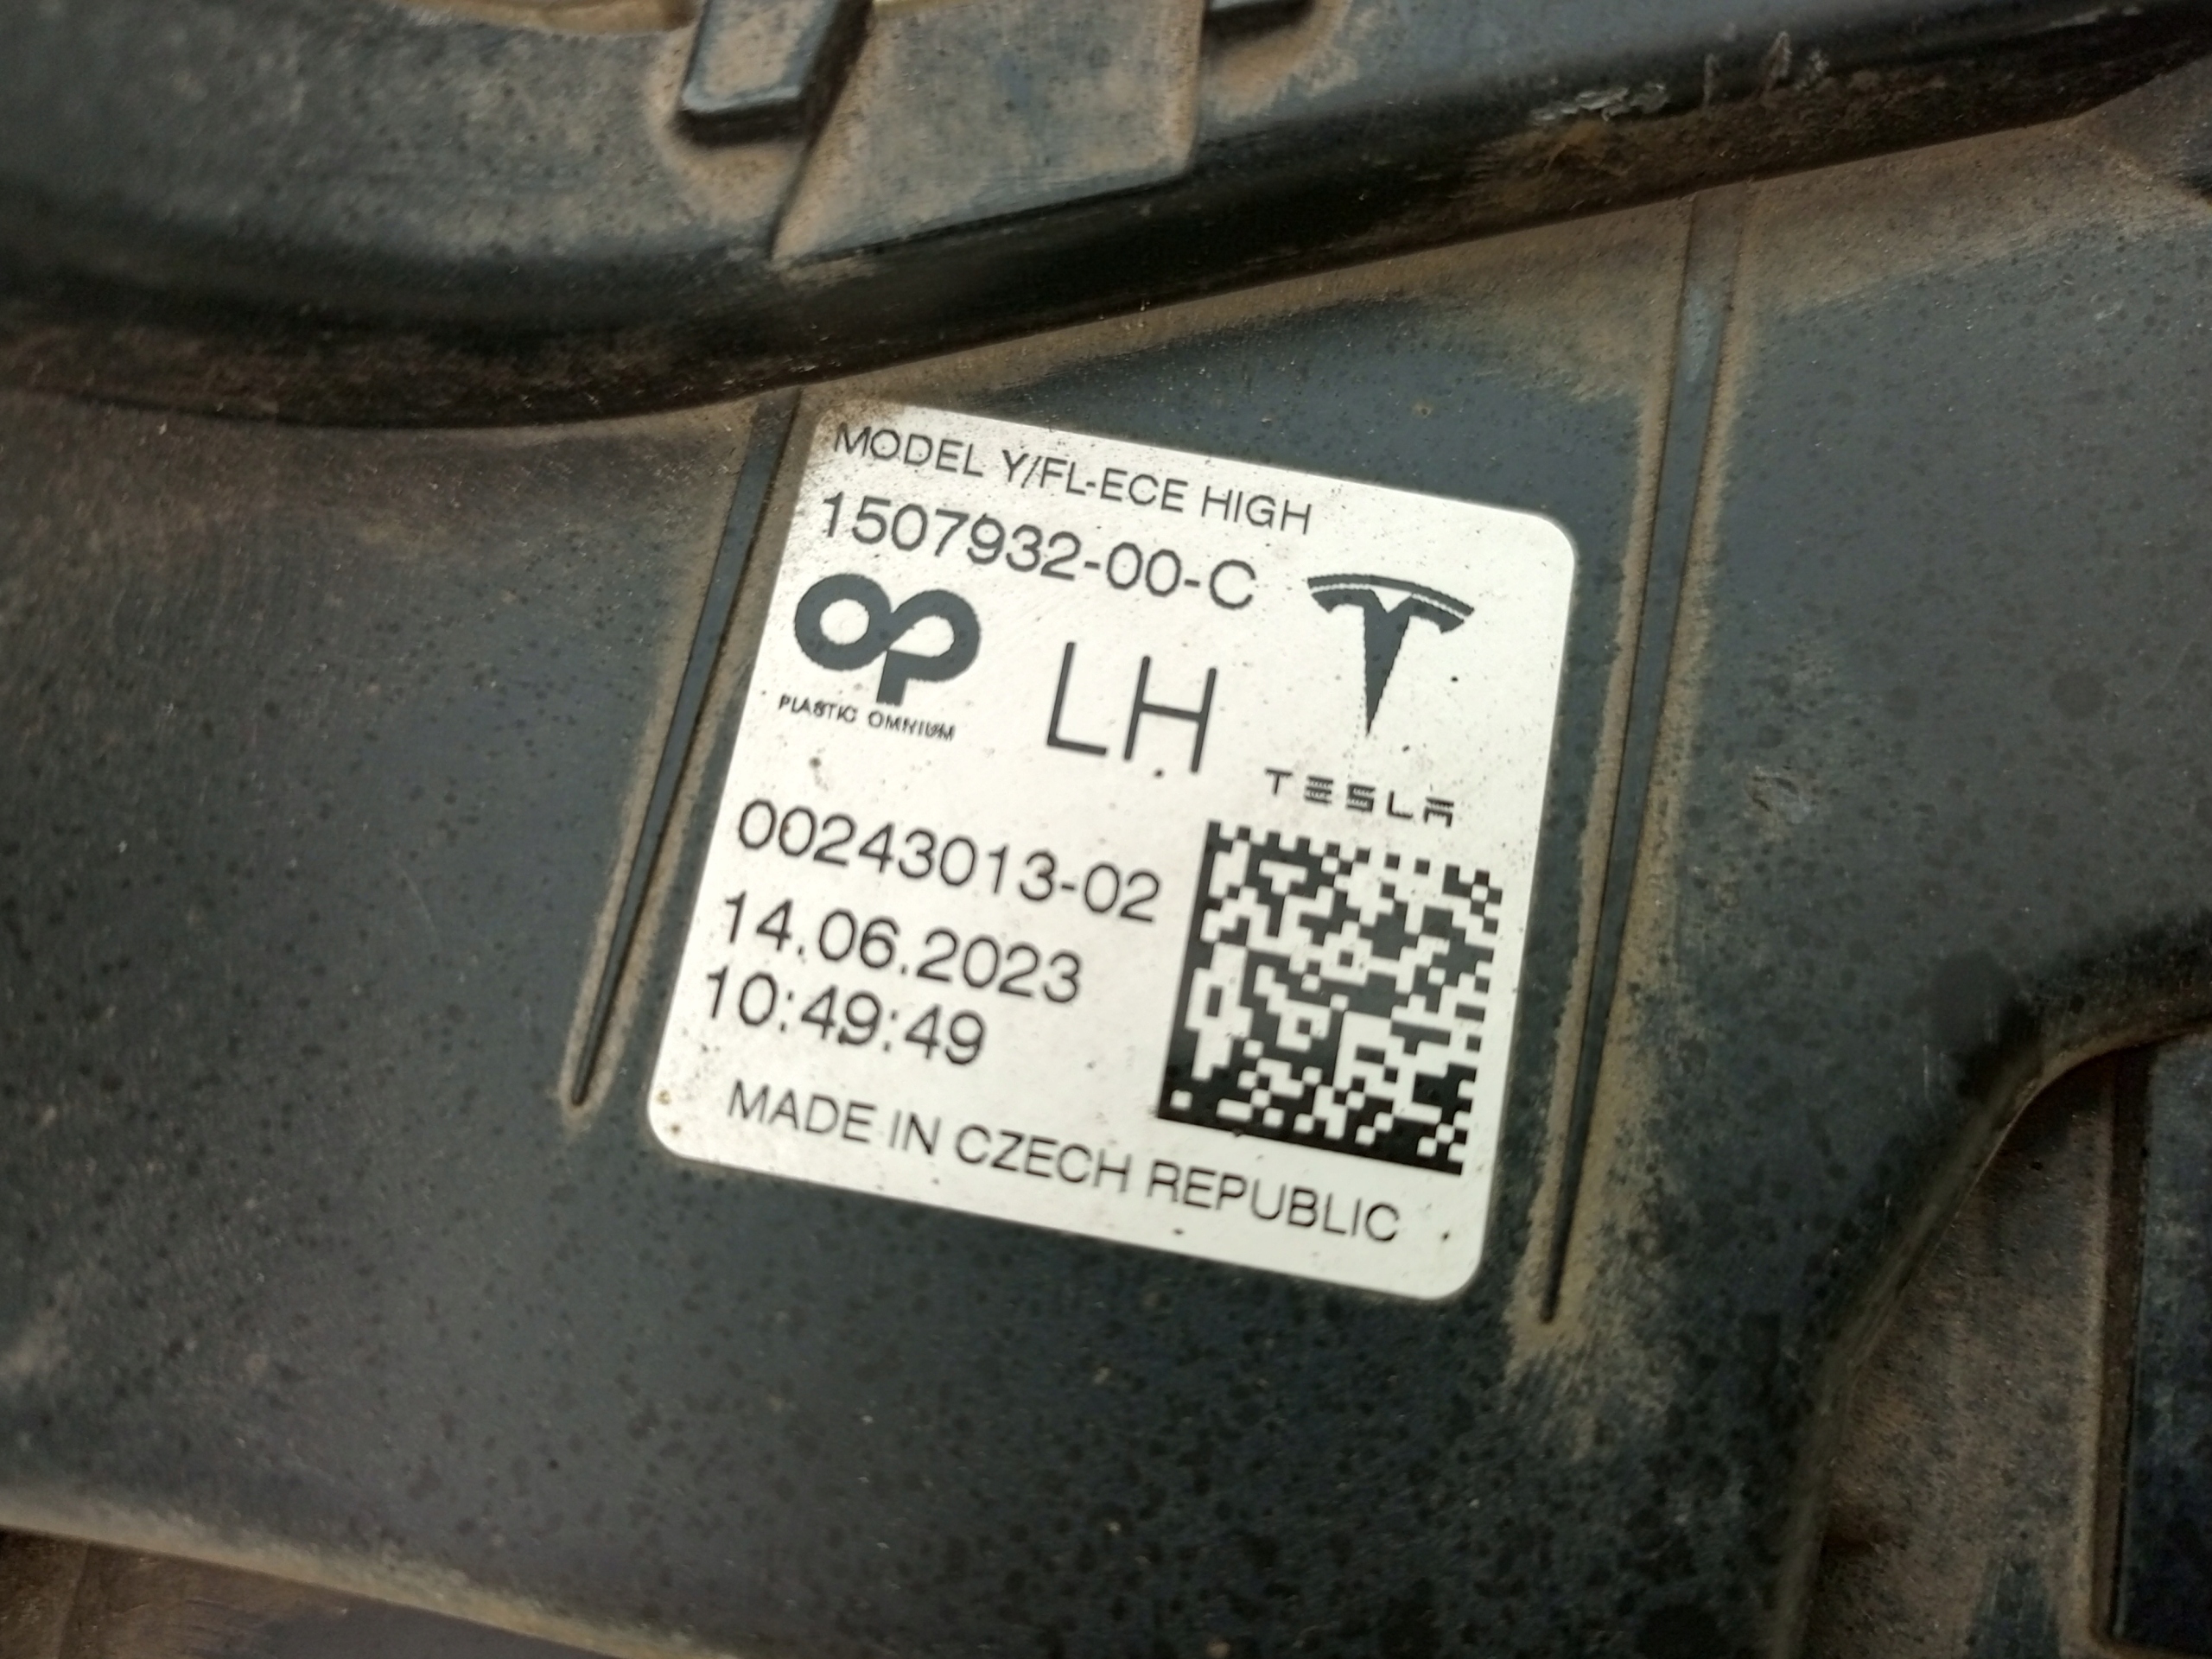 MODEL Y/FL-ECE HIGH
1507932-00-C
OP
PLASTIC OMNIUM
LH
TESLA
00243013-02
14.06.2023
10:49:49
MADE IN CZECH REPUBLIC